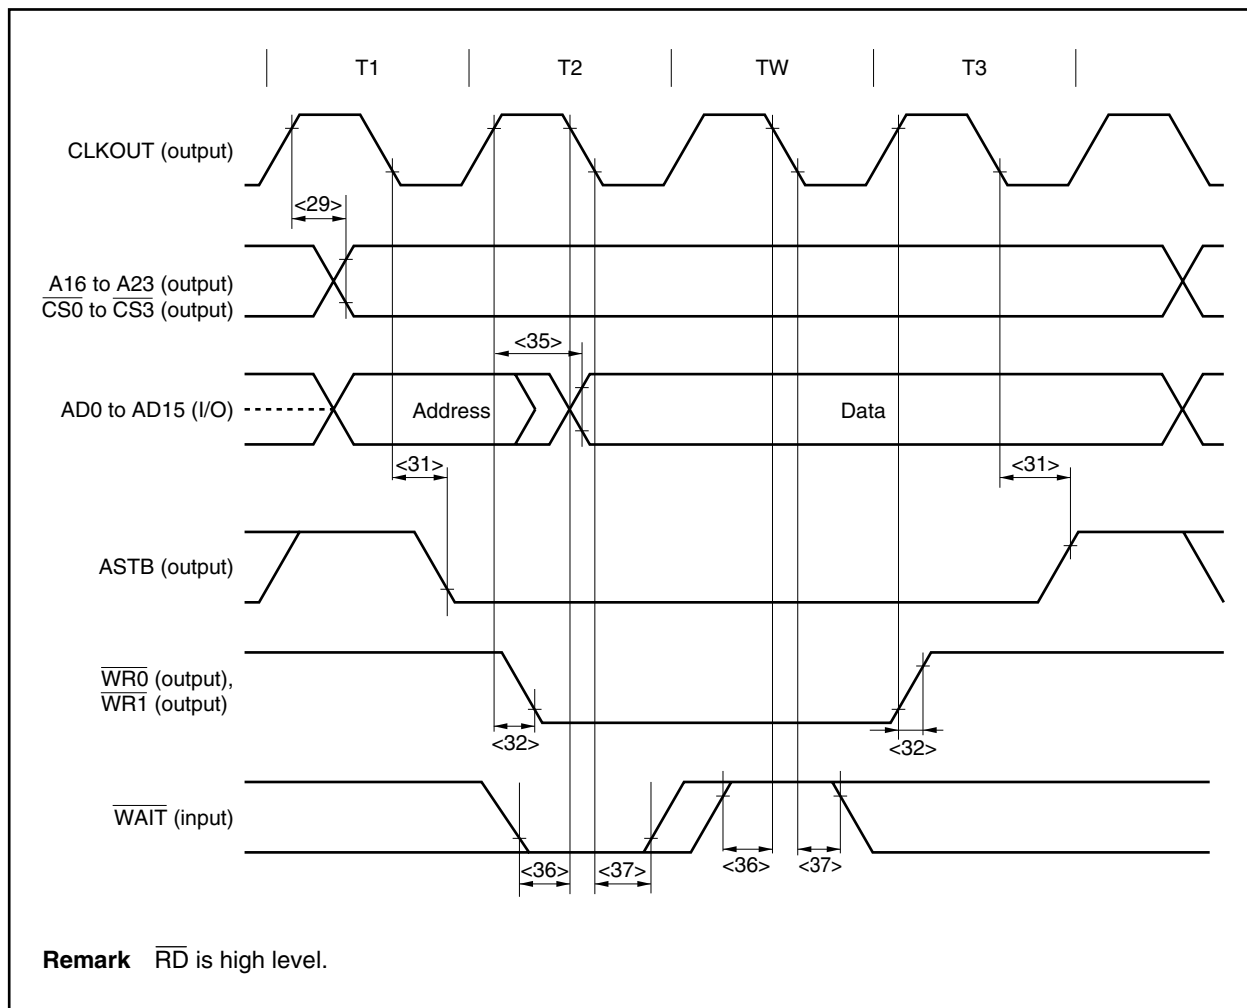 T1 T2 TW T3
CLKOUT (output)
<29>
A16 to A23 (output)
CS0 to CS3 (output)
<35>
AD0 to AD15 (I/O)
Address
Data
<31> <31>
ASTB (output)
WR0 (output),
WR1 (output)
<32> <32>
WAIT (input)
<36> <37> <36> <37>
Remark RD is high level.